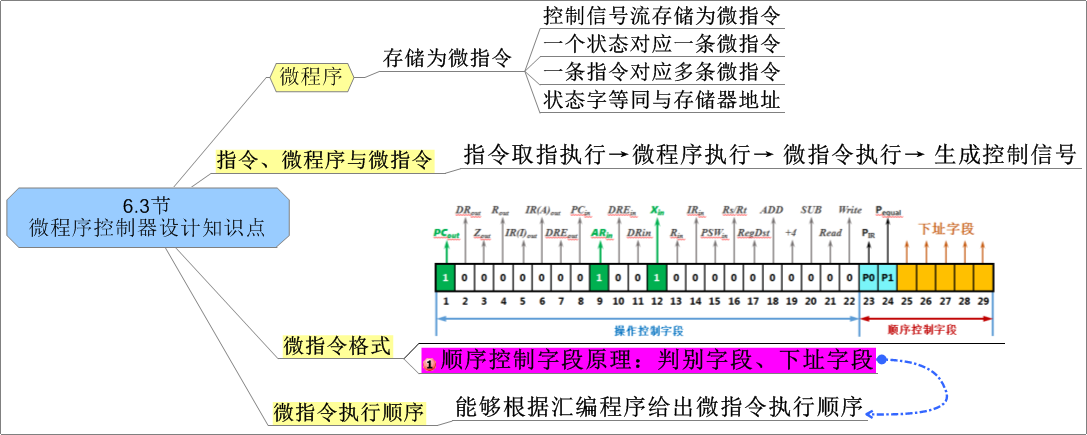 控制信号流存储为微指令
一个状态对应一条微指令
微程序
存储为微指令
一条指令对应多条微指令
状态字等同与存储器地址
指令、微程序与微指令
指令取指执行→微程序执行→ 微指令执行→ 生成控制信号
6.3节
微程序控制器设计知识点
DRout Rout IR(A)out PCin DREin Xin IRin Rs/Rt ADD SUB Write Pequal
PCout Zout IR(I)out DREout ARin DRin Rin PSWin RegDst +4 Read PIR 下址字段
1 0 0 0 0 0 0 0 1 0 0 1 0 0 0 0 0 0 0 0 0 0 P0 P1
1 2 3 4 5 6 7 8 9 10 11 12 13 14 15 16 17 18 19 20 21 22 23 24 25 26 27 28 29
操作控制字段 顺序控制字段
微指令格式
1 顺序控制字段原理：判别字段、下址字段
微指令执行顺序
能够根据汇编程序给出微指令执行顺序